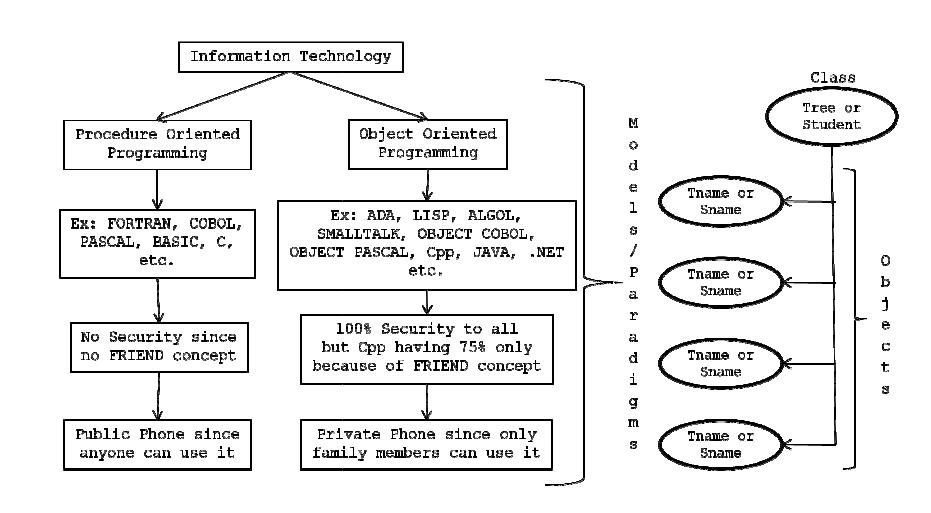 Information Technology
Procedure Oriented
Programming
Object Oriented
Programming
Ex: FORTRAN, COBOL,
PASCAL, BASIC, C,
etc.
Ex: ADA, LISP, ALGOL,
SMALLTALK, OBJECT COBOL,
OBJECT PASCAL, Cpp, JAVA, .NET
etc.
No Security since
no FRIEND concept
100% Security to all
but Cpp having 75% only
because of FRIEND concept
Public Phone since
anyone can use it
Private Phone since only
family members can use it
Models/Paradigms
Class
Tree or
Student
Tname or
Sname
Tname or
Sname
Tname or
Sname
Tname or
Sname
Objects